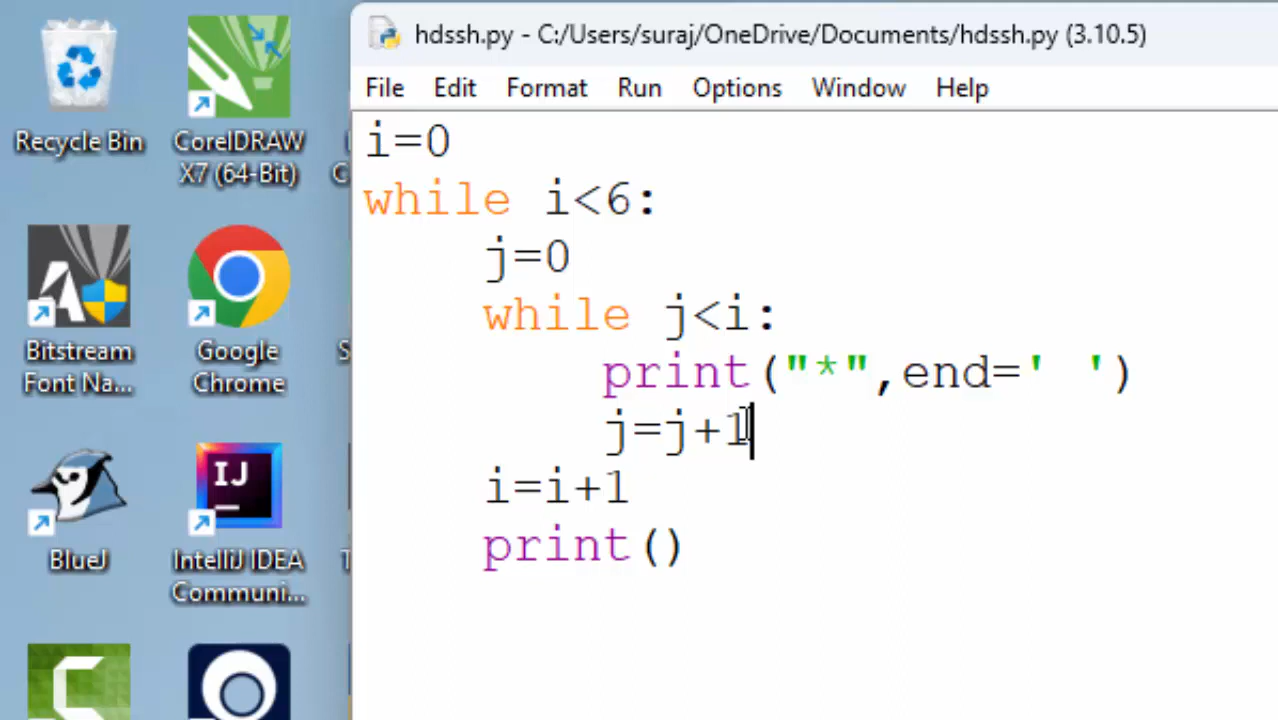 hdssh.py - C:/Users/suraj/OneDrive/Documents/hdssh.py (3.10.5)
File Edit Format Run Options Window Help
i=0
while i<6:
    j=0
    while j<i:
        print("*",end=' ')
        j=j+1
    i=i+1
    print()
Recycle Bin
CorelDRAW
X7 (64-Bit)
Bitstream
Font Na...
Google
Chrome
BlueJ
IJ
IntelliJ IDEA
Communi...